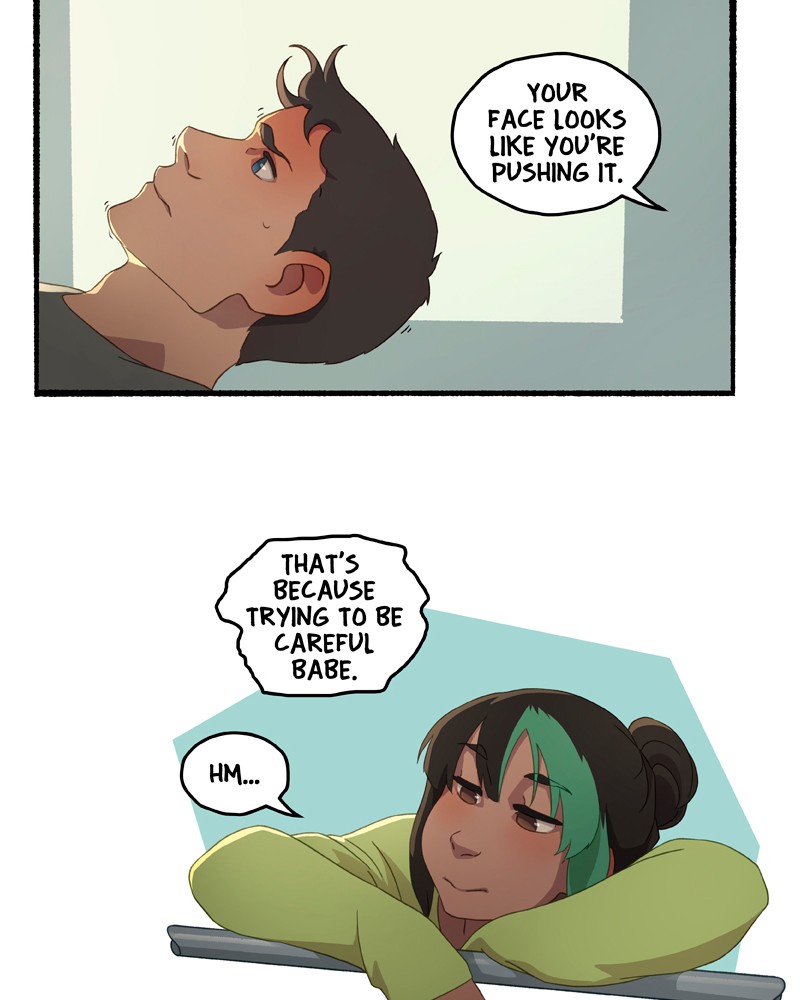 YOUR
FACE LOOKS
LIKE YOU'RE
PUSHING IT.
THAT'S
BECAUSE
TRYING TO BE
CAREFUL
BABE.
HM...